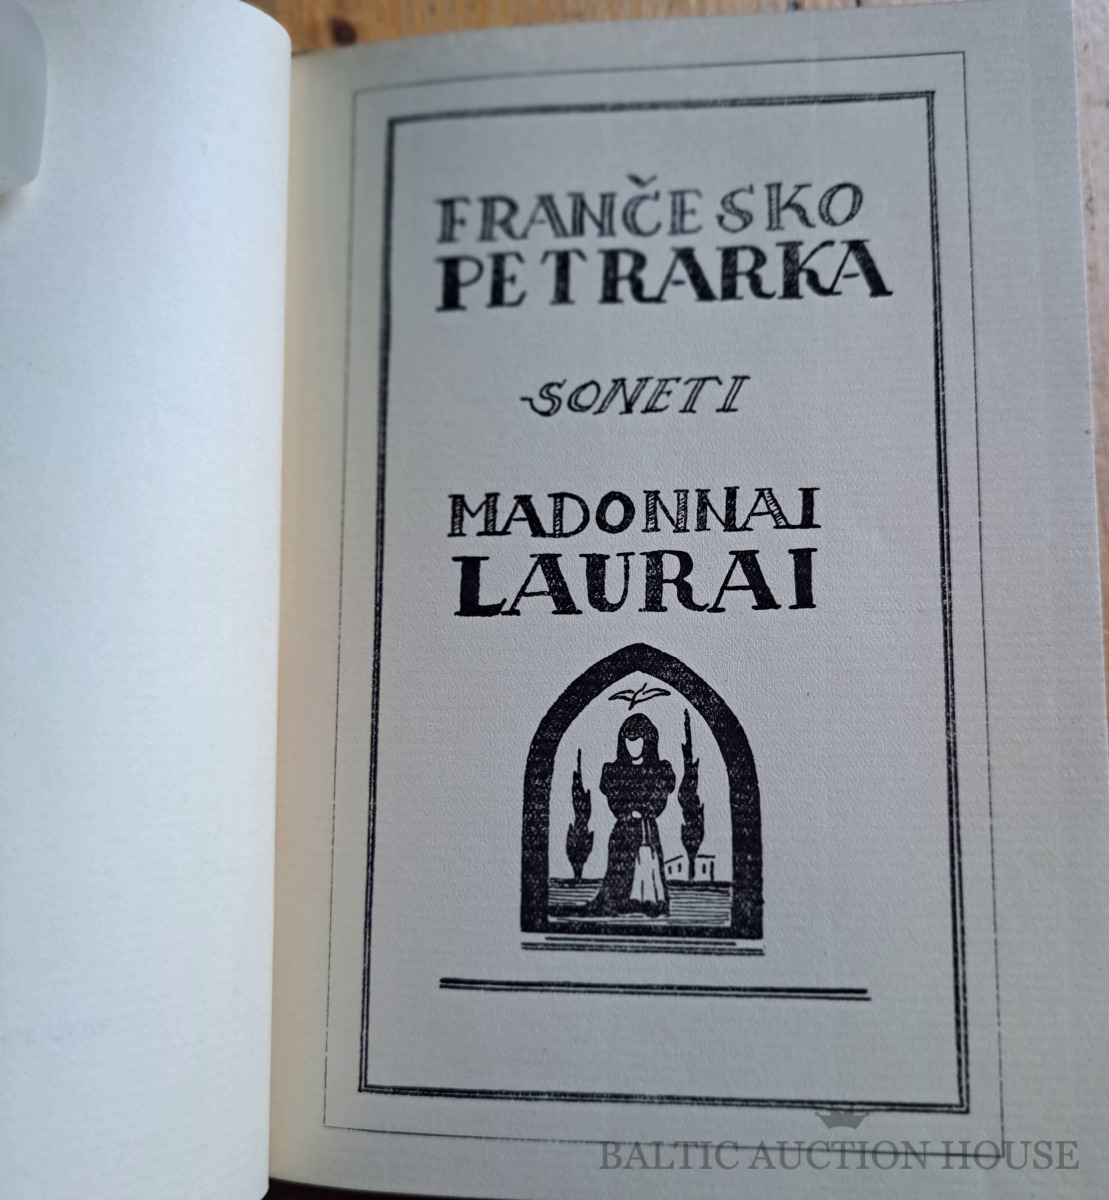 FRANČESKO
PETRARKA
SONETI
MADONNAI
LAURAI
BALTIC AUCTION HOUSE